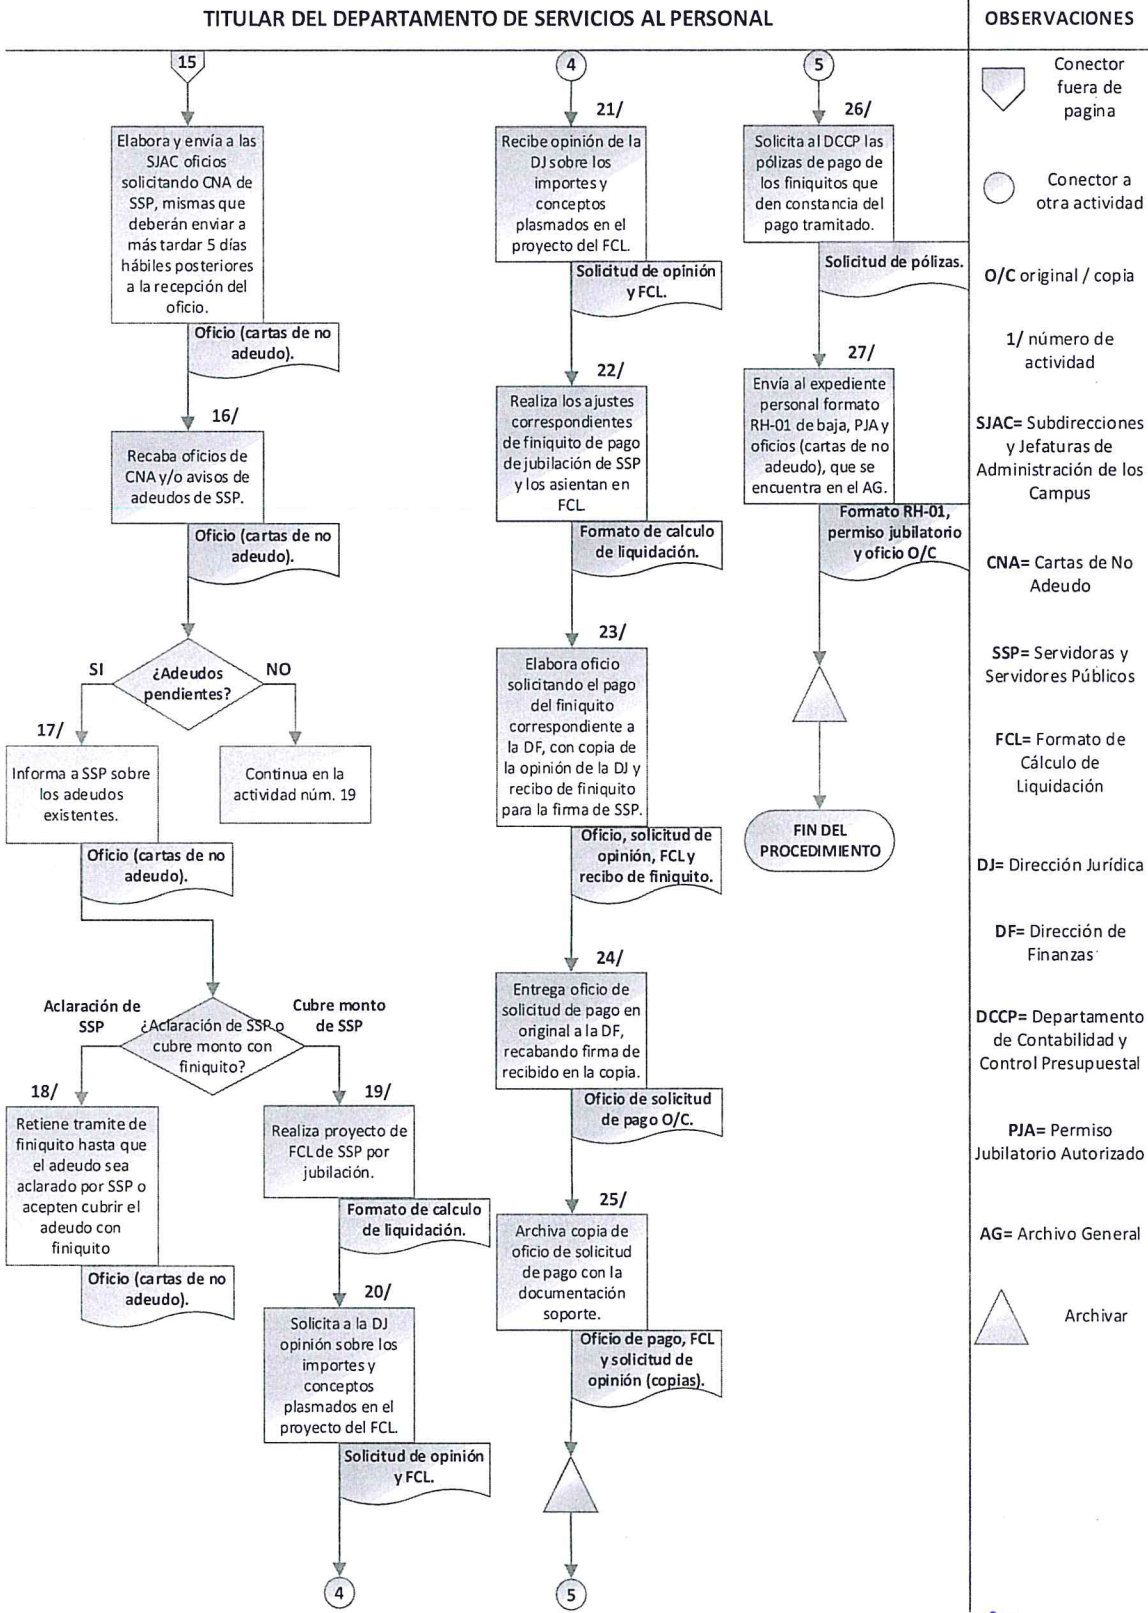 TITULAR DEL DEPARTAMENTO DE SERVICIOS AL PERSONAL
15
Elabora y envía a las
SJAC oficios
solicitando CNA de
SSP, mismas que
deberán enviar a
más tardar 5 días
hábiles posteriores
a la recepción del
oficio.
Oficio (cartas de no
adeudo).
16/
Recaba oficios de
CNA y/o avisos de
adeudos de SSP.
Oficio (cartas de no
adeudo).
SI
¿Adeudos
pendientes?
NO
17/
Informa a SSP sobre
los adeudos
existentes.
Continua en la
actividad núm. 19
Oficio (cartas de no
adeudo).
Aclaración de
SSP
¿Aclaración de SSP o
cubre monto con
finiquito?
Cubre monto
de SSP
18/
Retiene tramite de
finiquito hasta que
el adeudo sea
aclarado por SSP o
acepten cubrir el
adeudo con
finiquito
Oficio (cartas de no
adeudo).
19/
Realiza proyecto de
FCL de SSP por
jubilación.
Formato de calculo
de liquidación.
20/
Solicita a la DJ
opinión sobre los
importes y
conceptos
plasmados en el
proyecto del FCL.
Solicitud de opinión
y FCL.
4
4
21/
Recibe opinión de la
DJ sobre los
importes y
conceptos
plasmados en el
proyecto del FCL.
Solicitud de opinión
y FCL.
22/
Realiza los ajustes
correspondientes
de finiquito de pago
de jubilación de SSP
y los asientan en
FCL.
Formato de calculo
de liquidación.
23/
Elabora oficio
solicitando el pago
del finiquito
correspondiente a
la DF, con copia de
la opinión de la DJ y
recibo de finiquito
para la firma de SSP.
Oficio, solicitud de
opinión, FCL y
recibo de finiquito.
24/
Entrega oficio de
solicitud de pago en
original a la DF,
recabando firma de
recibido en la copia.
Oficio de solicitud
de pago O/C.
25/
Archiva copia de
oficio de solicitud
de pago con la
documentación
soporte.
Oficio de pago, FCL
y solicitud de
opinión (copias).
5
5
26/
Solicita al DCCP las
pólizas de pago de
los finiquitos que
den constancia del
pago tramitado.
Solicitud de pólizas.
27/
Envía al expediente
personal formato
RH-01 de baja, PJA y
oficios (cartas de no
adeudo), que se
encuentra en el AG.
Formato RH-01,
permiso jubilatorio
y oficio O/C
FIN DEL
PROCEDIMIENTO
OBSERVACIONES
Conector
fuera de
pagina
Conector a
otra actividad
O/C original / copia
1/ número de
actividad
SJAC= Subdirecciones
y Jefaturas de
Administración de los
Campus
CNA= Cartas de No
Adeudo
SSP= Servidoras y
Servidores Públicos
FCL= Formato de
Cálculo de
Liquidación
DJ= Dirección Jurídica
DF= Dirección de
Finanzas
DCCP= Departamento
de Contabilidad y
Control Presupuestal
PJA= Permiso
Jubilatorio Autorizado
AG= Archivo General
Archivar